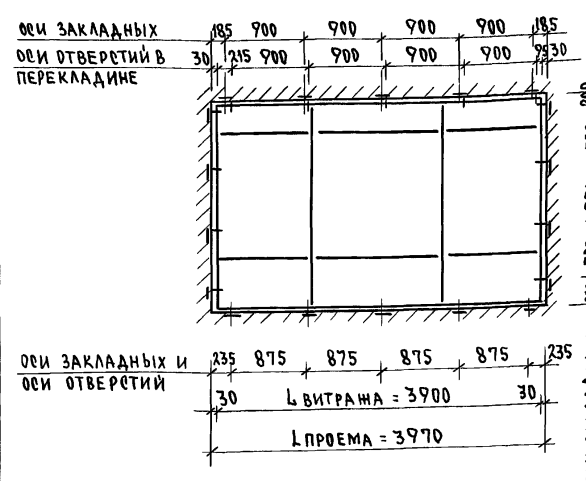 ОСИ ЗАКЛАДНЫХ 185 900 900 900 900 185
ОСИ ОТВЕРСТИЙ В 30 215 900 900 900 900 95 30
ПЕРЕКЛАДИНЕ
ОСИ ЗАКЛАДНЫХ И 235 875 875 875 875 235
ОСИ ОТВЕРСТИЙ
30 L ВИТРАЖА = 3900 30
L ПРОЕМА = 3970